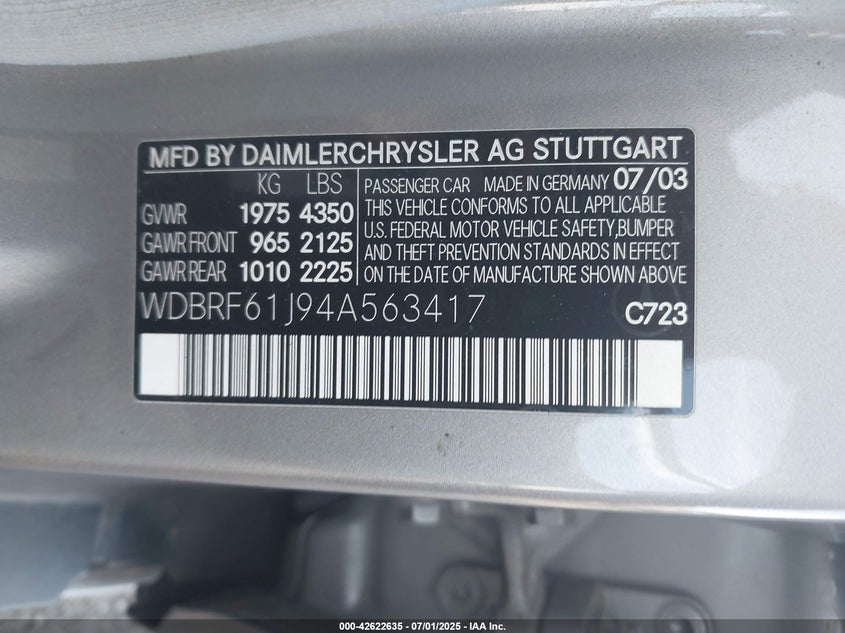 MFD BY DAIMLERCHRYSLER AG STUTTGART
KG LBS
GVWR 1975 4350
GAWR FRONT 965 2125
GAWR REAR 1010 2225
PASSENGER CAR MADE IN GERMANY 07/03
THIS VEHICLE CONFORMS TO ALL APPLICABLE
U.S. FEDERAL MOTOR VEHICLE SAFETY,BUMPER
AND THEFT PREVENTION STANDARDS IN EFFECT
ON THE DATE OF MANUFACTURE SHOWN ABOVE
WDBRF61J94A563417 C723
000-42622635 - 07/01/2025 - IAA Inc.